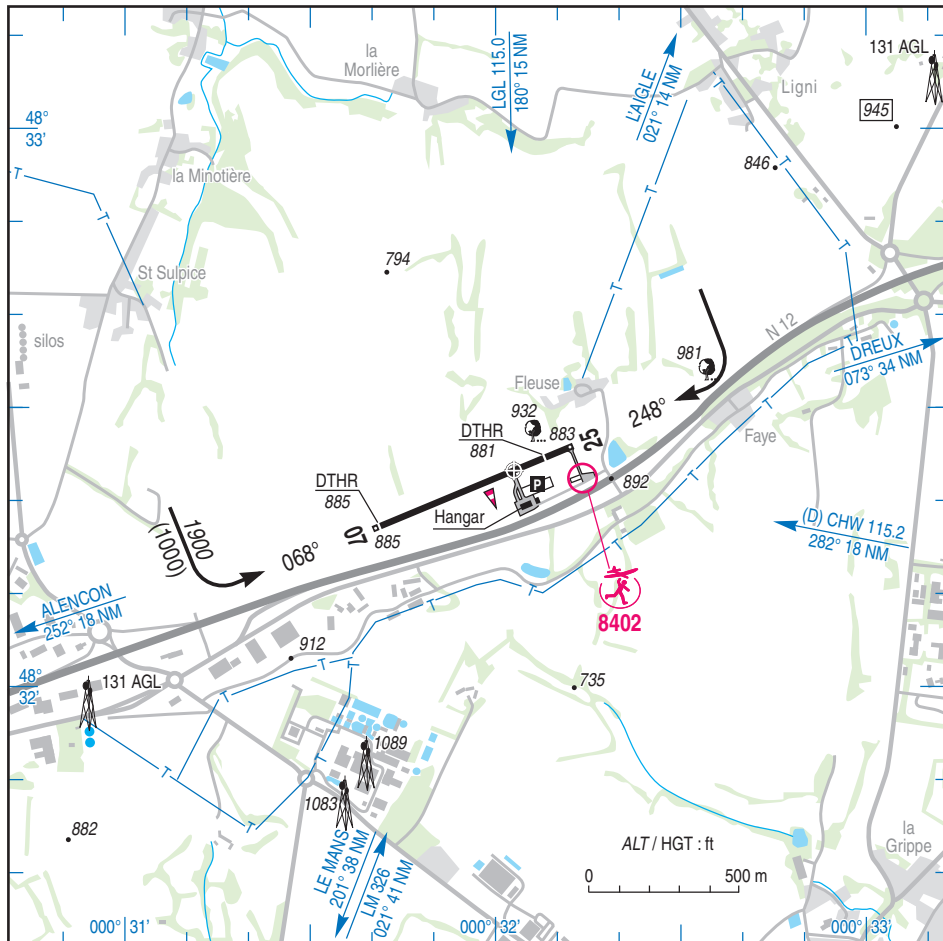 la
Morlière
LGL 115.0
180° 15 NM
L'AIGLE
021° 14 NM
131 AGL
Ligni
945
48°
33'
846
la Minotière
T
T
St Sulpice
794
T
T
T
T
silos
N 12
981
DREUX
073° 34 NM
Fleuse
248°
932
DTHR
881
883
25
Faye
DTHR
885
P
892
Hangar
07
885
T
1900
(1000)
068°
(D) CHW 115.2
282° 18 NM
T
T
ALENCON
252° 18 NM
8402
T
912
T
T
48°
32'
131 AGL
735
T
T
1089
T
1083
T
882
LE MANS
201° 38 NM
LM 326
021° 41 NM
ALT / HGT : ft
0
500 m
la
Grippe
000° 31'
000° 32'
000° 33'